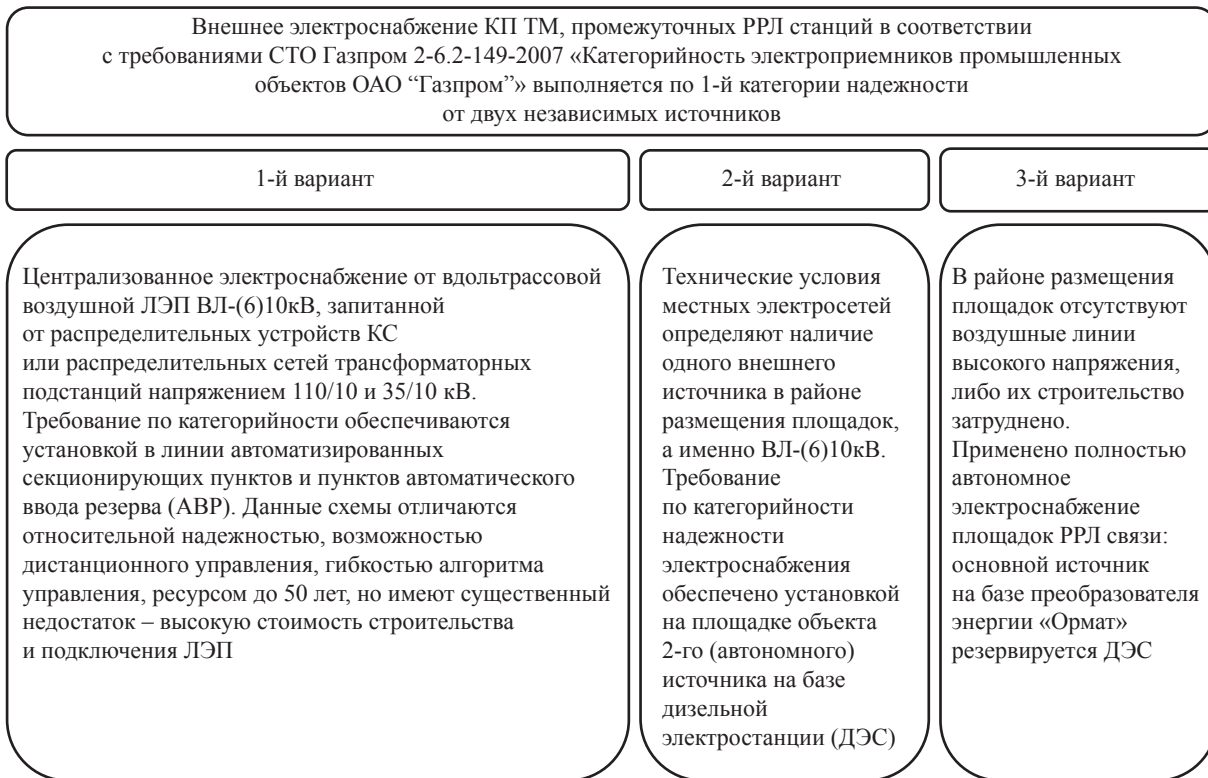 Внешнее электроснабжение КП ТМ, промежуточных РРЛ станций в соответствии
с требованиями СТО Газпром 2-6.2-149-2007 «Категорийность электроприемников промышленных
объектов ОАО “Газпром”» выполняется по 1-й категории надежности
от двух независимых источников
1-й вариант
2-й вариант
3-й вариант
Централизованное электроснабжение от вдольтрассовой
воздушной ЛЭП ВЛ-(6)10кВ, запитанной
от распределительных устройств КС
или распределительных сетей трансформаторных
подстанций напряжением 110/10 и 35/10 кВ.
Требование по категорийности обеспечиваются
установкой в линии автоматизированных
секционирующих пунктов и пунктов автоматического
ввода резерва (АВР). Данные схемы отличаются
относительной надежностью, возможностью
дистанционного управления, гибкостью алгоритма
управления, ресурсом до 50 лет, но имеют существенный
недостаток – высокую стоимость строительства
и подключения ЛЭП
Технические условия
местных электросетей
определяют наличие
одного внешнего
источника в районе
размещения площадок,
а именно ВЛ-(6)10кВ.
Требование
по категорийности
надежности
электроснабжения
обеспечено установкой
на площадке объекта
2-го (автономного)
источника на базе
дизельной
электростанции (ДЭС)
В районе размещения
площадок отсутствуют
воздушные линии
высокого напряжения,
либо их строительство
затруднено.
Применено полностью
автономное
электроснабжение
площадок РРЛ связи:
основной источник
на базе преобразователя
энергии «Ормат»
резервируется ДЭС